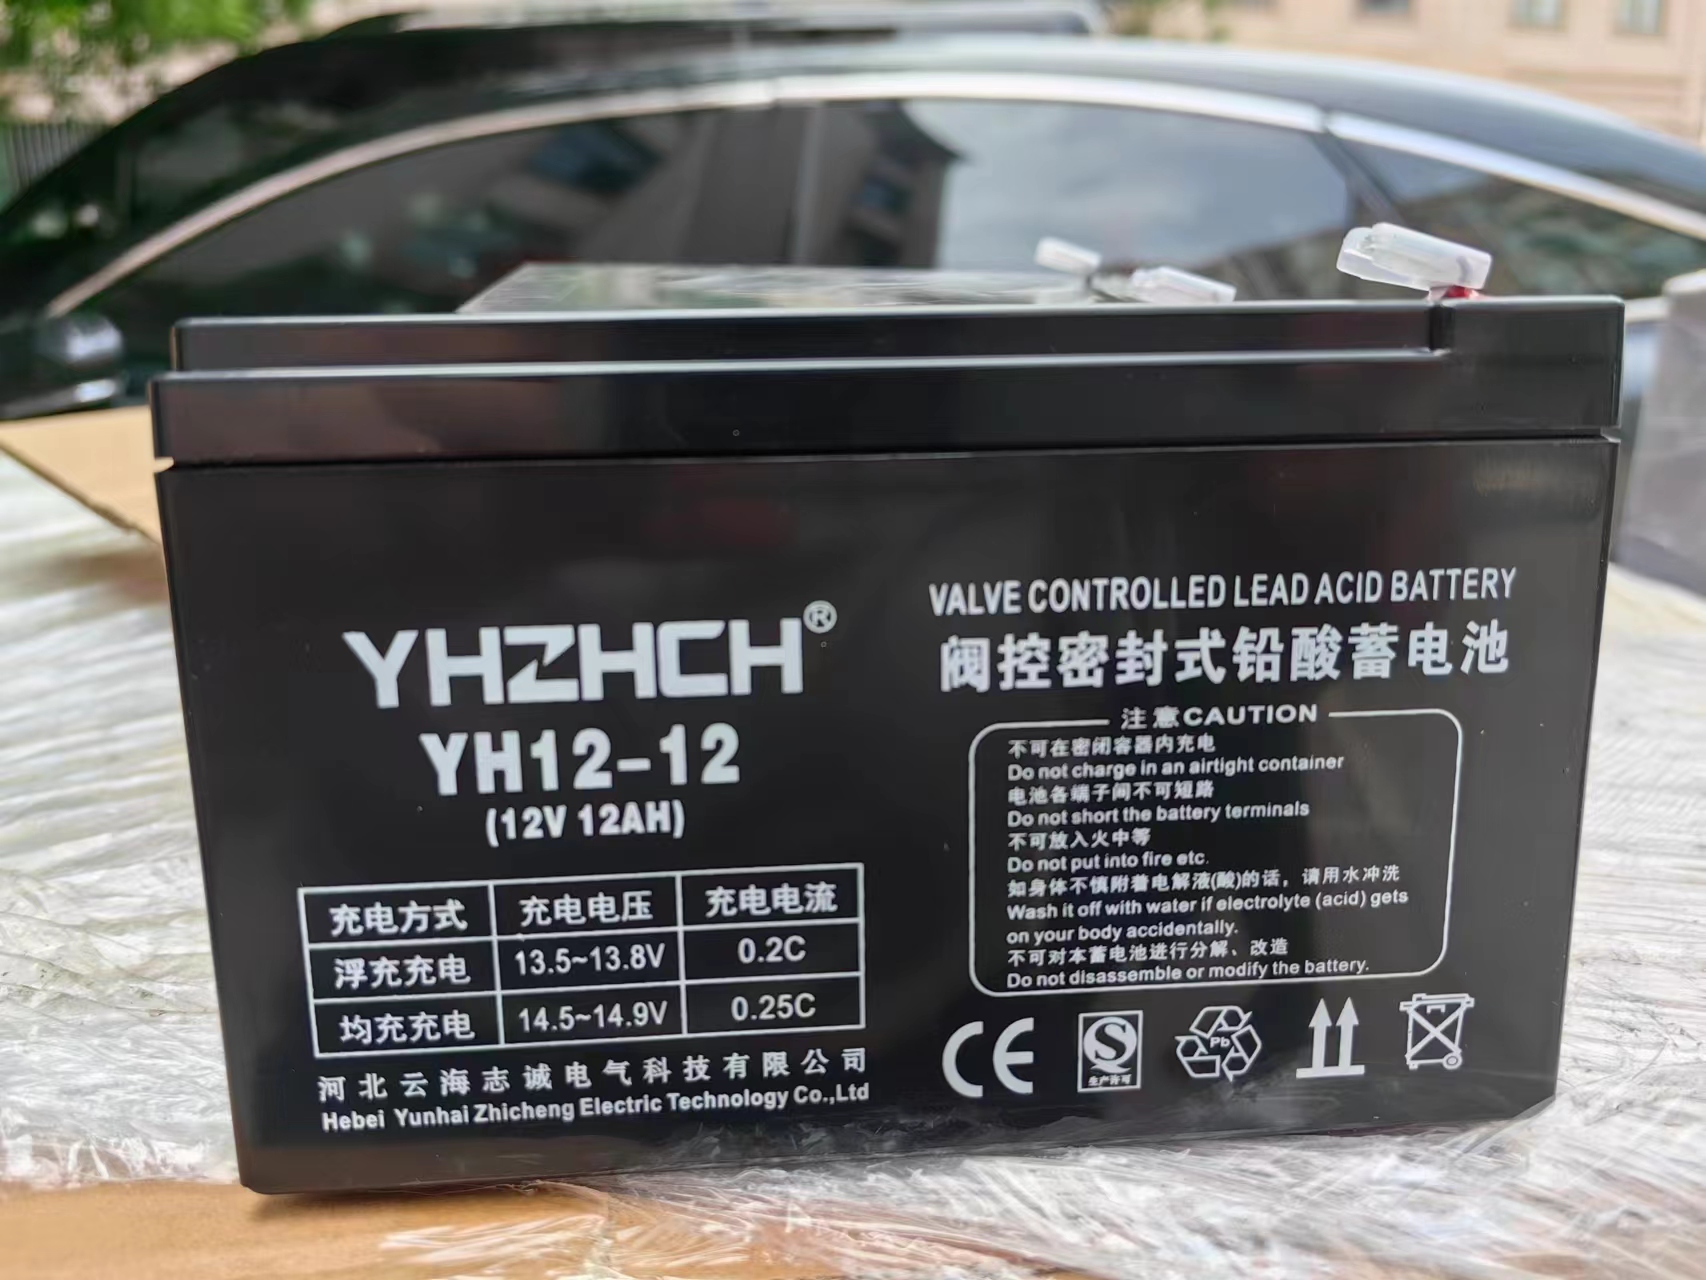 YHZHCH®
YH12-12
(12V 12AH)
充电方式 充电电压 充电电流
浮充充电 13.5~13.8V 0.2C
均充充电 14.5~14.9V 0.25C
河北云海志诚电气科技有限公司
Hebei Yunhai Zhicheng Electric Technology Co.,Ltd
VALVE CONTROLLED LEAD ACID BATTERY
阀控密封式铅酸蓄电池
注意CAUTION
不可在密闭容器内充电
Do not charge in an airtight container
电池各端子间不可短路
Do not short the battery terminals
不可放入火中等
Do not put into fire etc.
如身体不慎附着电解液(酸)的话，请用水冲洗
Wash it off with water if electrolyte (acid) gets
on your body accidentally.
不可对本蓄电池进行分解、改造
Do not disassemble or modify the battery.
CE
生产许可
Pb